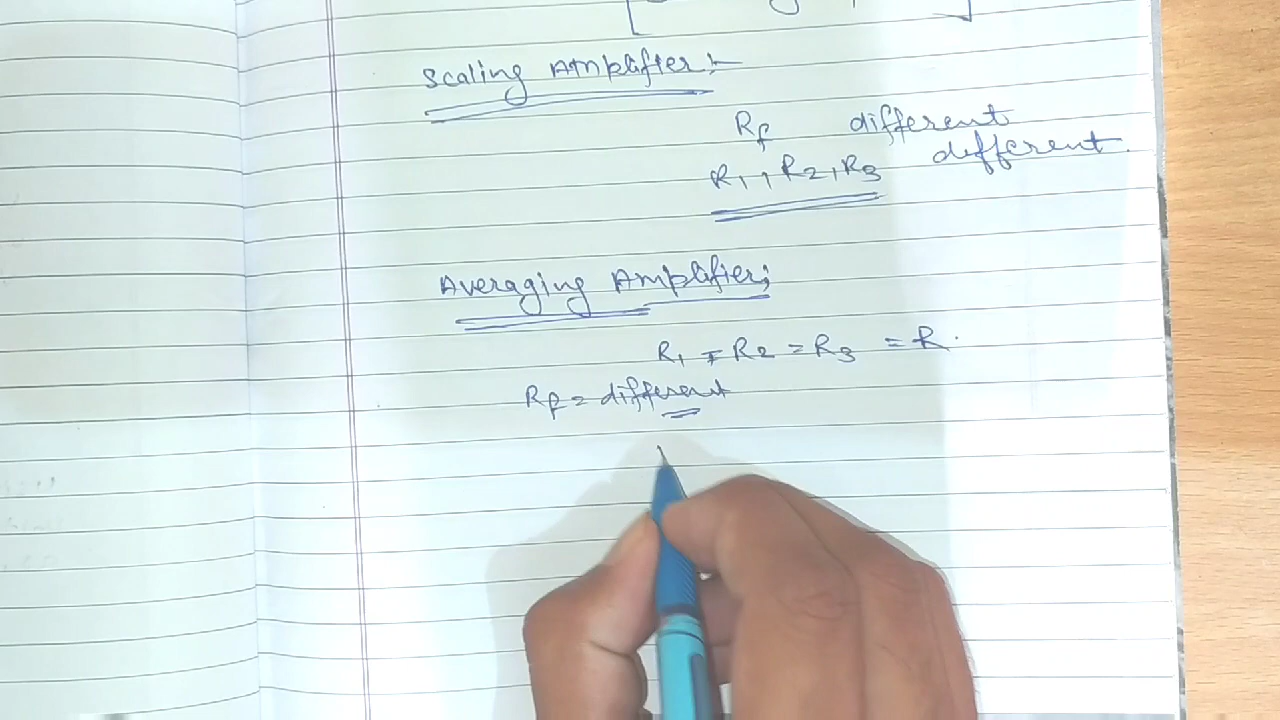 Scaling Amplifier:-
Rf different
R1, R2, R3 different.
Averaging Amplifier;
R1 = R2 = R3 = R.
Rf = different